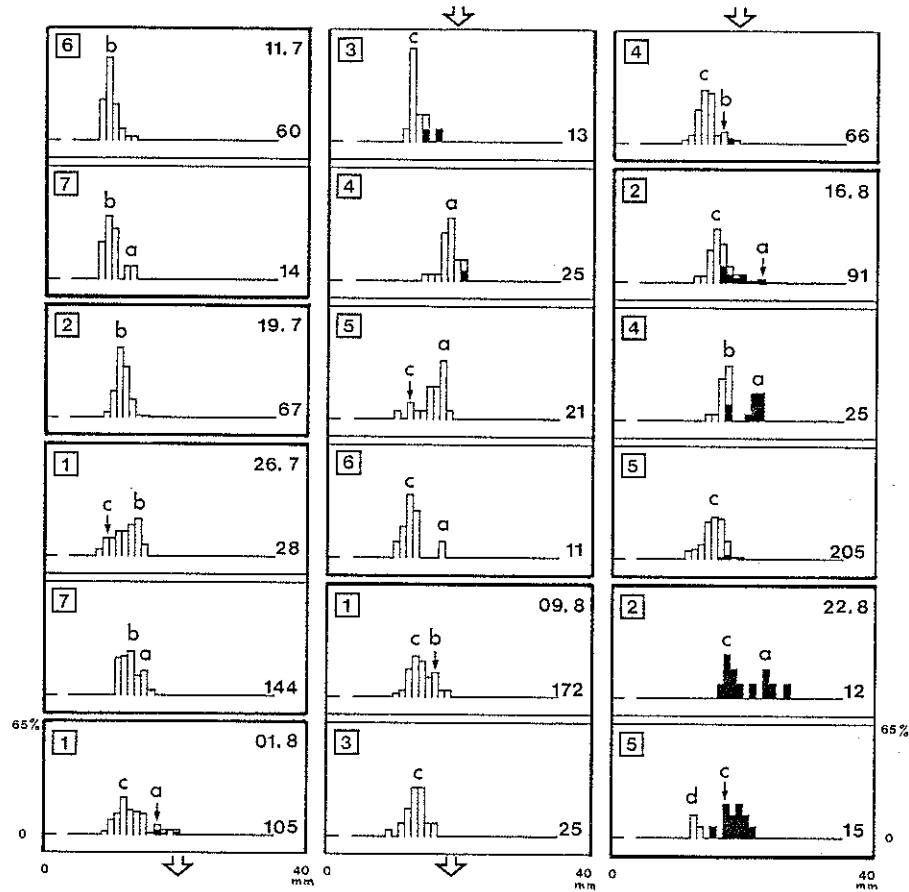 6 b 11.7
60
7 b a
14
2 b 19.7
67
1 c b 26.7
28
7 b a
144
65%
1 c a 01.8
0 105
0 40
mm
3 c
13
4 a
25
5 c a
21
6 c a
11
1 c b 09.8
172
3 c
25
0 40
mm
4 c b
66
2 c a 16.8
91
4 b a
25
5 c
205
2 c a 22.8
12
65%
5 d c
15 0
0 40
mm